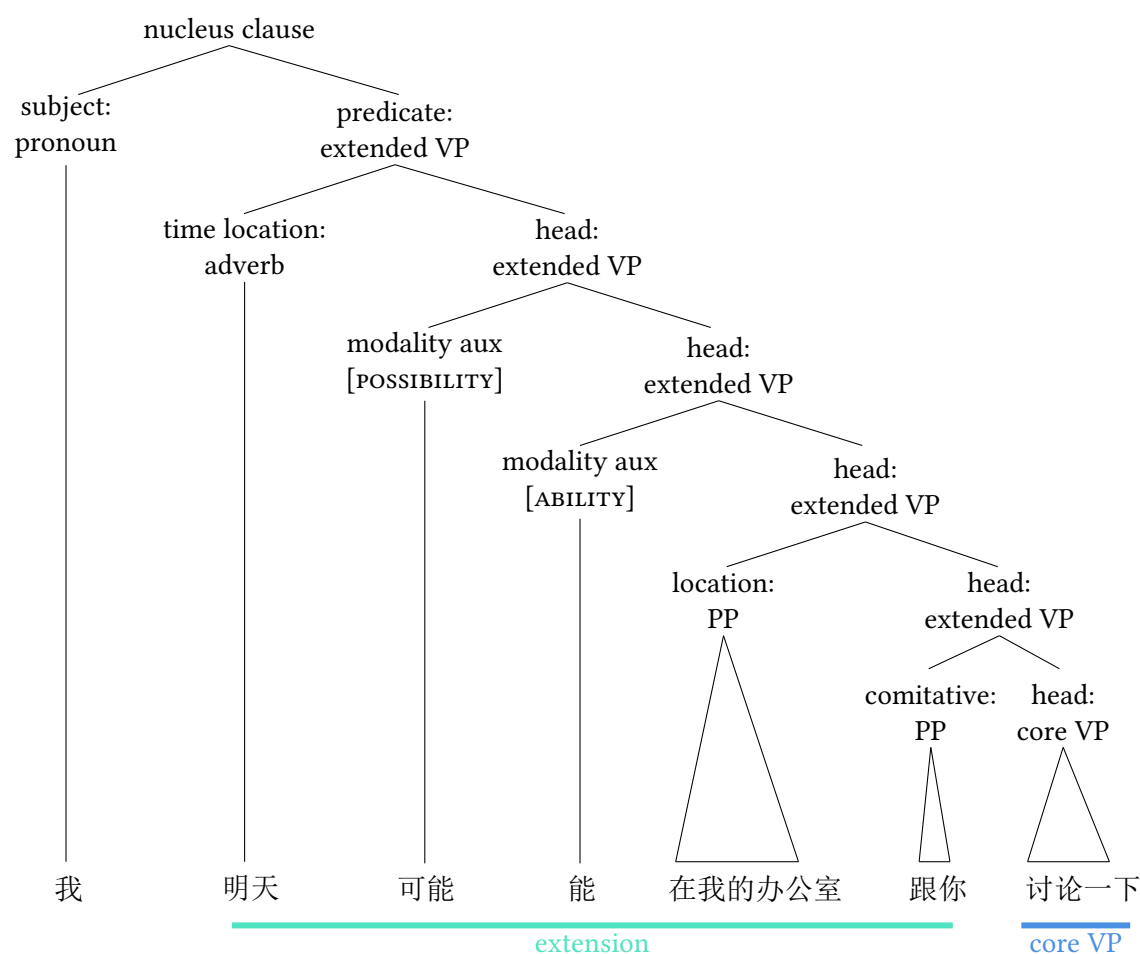 nucleus clause
subject:
pronoun
predicate:
extended VP
time location:
adverb
head:
extended VP
modality aux
[POSSIBILITY]
head:
extended VP
modality aux
[ABILITY]
head:
extended VP
location:
PP
head:
extended VP
comitative:
PP
head:
core VP
我 明天 可能 能 在我的办公室 跟你 讨论一下
extension
core VP